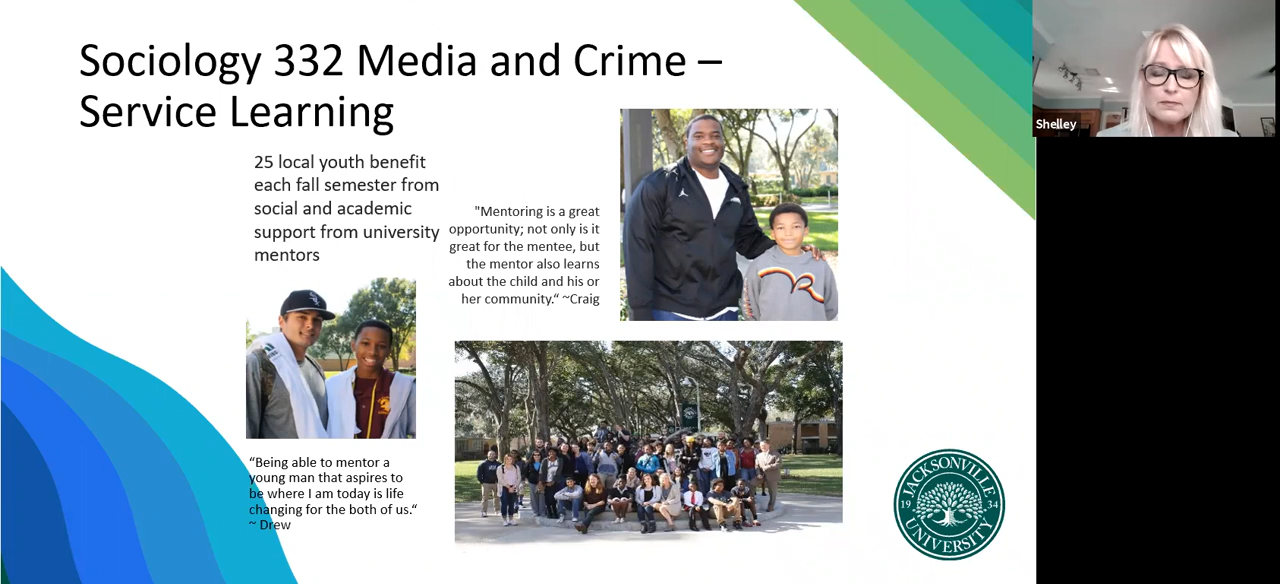 Sociology 332 Media and Crime –
Service Learning
25 local youth benefit
each fall semester from
social and academic
support from university
mentors
"Mentoring is a great
opportunity; not only is it
great for the mentee, but
the mentor also learns
about the child and his or
her community.“ ~Craig
“Being able to mentor a
young man that aspires to
be where I am today is life
changing for the both of us.“
~ Drew
JACKSONVILLE
19 34
UNIVERSITY
Shelley